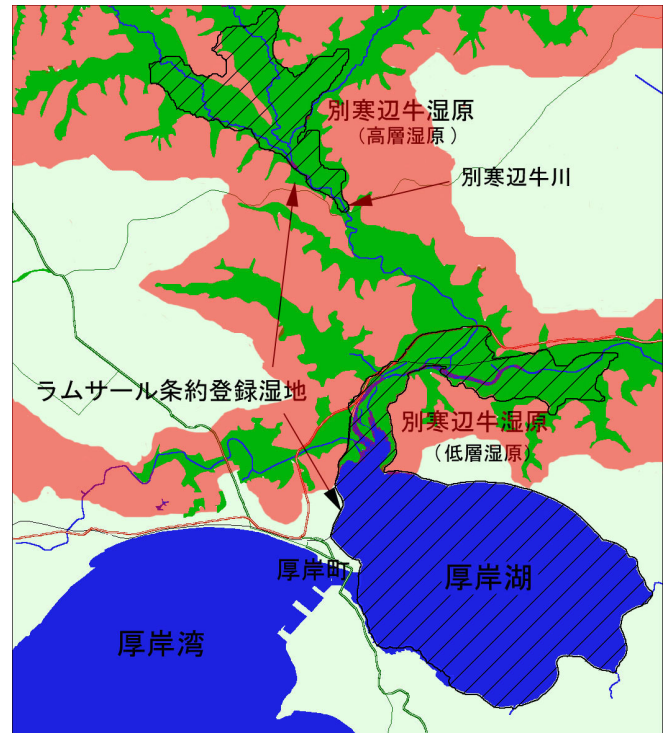 別寒辺牛湿原
（高層湿原）
別寒辺牛川
ラムサール条約登録湿地
別寒辺牛湿原
（低層湿原）
厚岸町
厚岸湖
厚岸湾